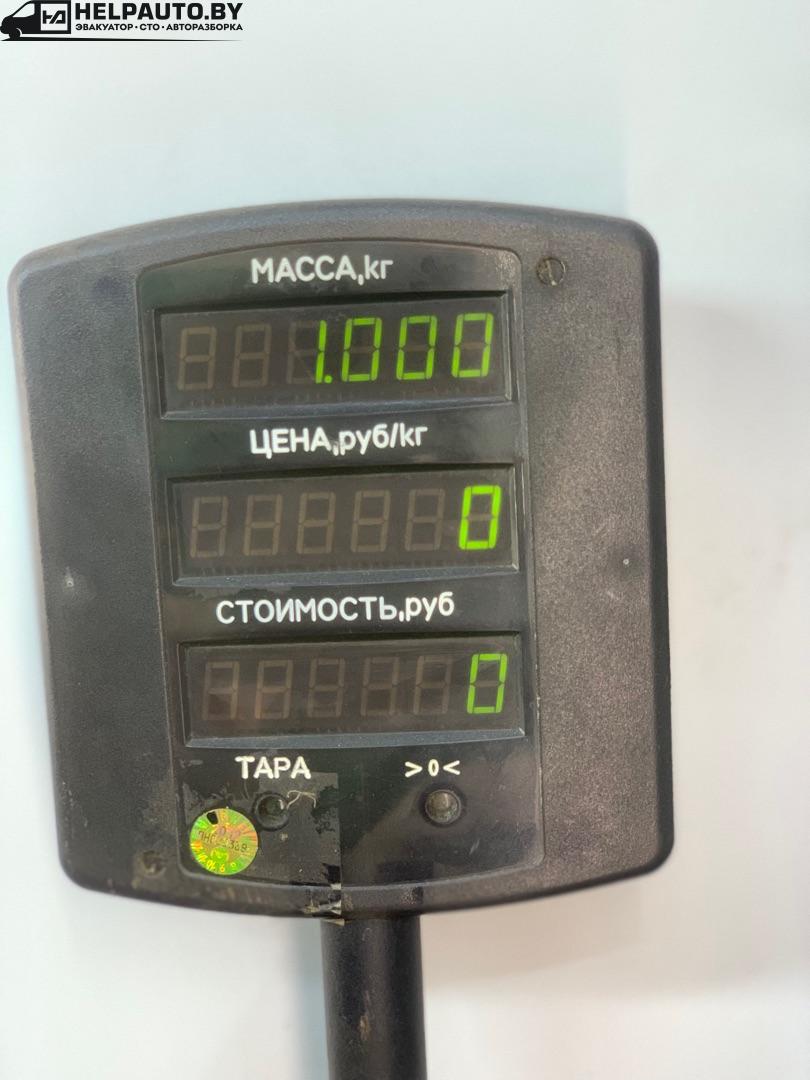 HELPAUTO.BY
ЭВАКУАТОР • СТО • АВТОРАЗБОРКА
МАССА,кг
1.000
ЦЕНА,руб/кг
0
СТОИМОСТЬ,руб
0
ТАРА >0<